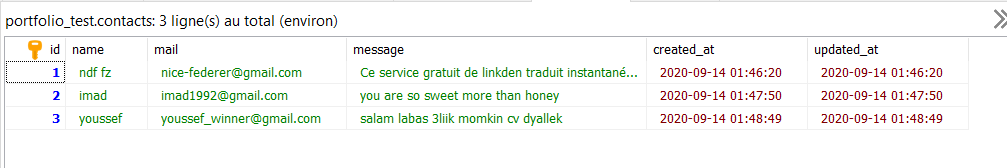 portfolio_test.contacts: 3 ligne(s) au total (environ)
id name mail message created_at updated_at
1 ndf fz nice-federer@gmail.com Ce service gratuit de linkden traduit instantané... 2020-09-14 01:46:20 2020-09-14 01:46:20
2 imad imad1992@gmail.com you are so sweet more than honey 2020-09-14 01:47:50 2020-09-14 01:47:50
3 youssef youssef_winner@gmail.com salam labas 3liik momkin cv dyallek 2020-09-14 01:48:49 2020-09-14 01:48:49